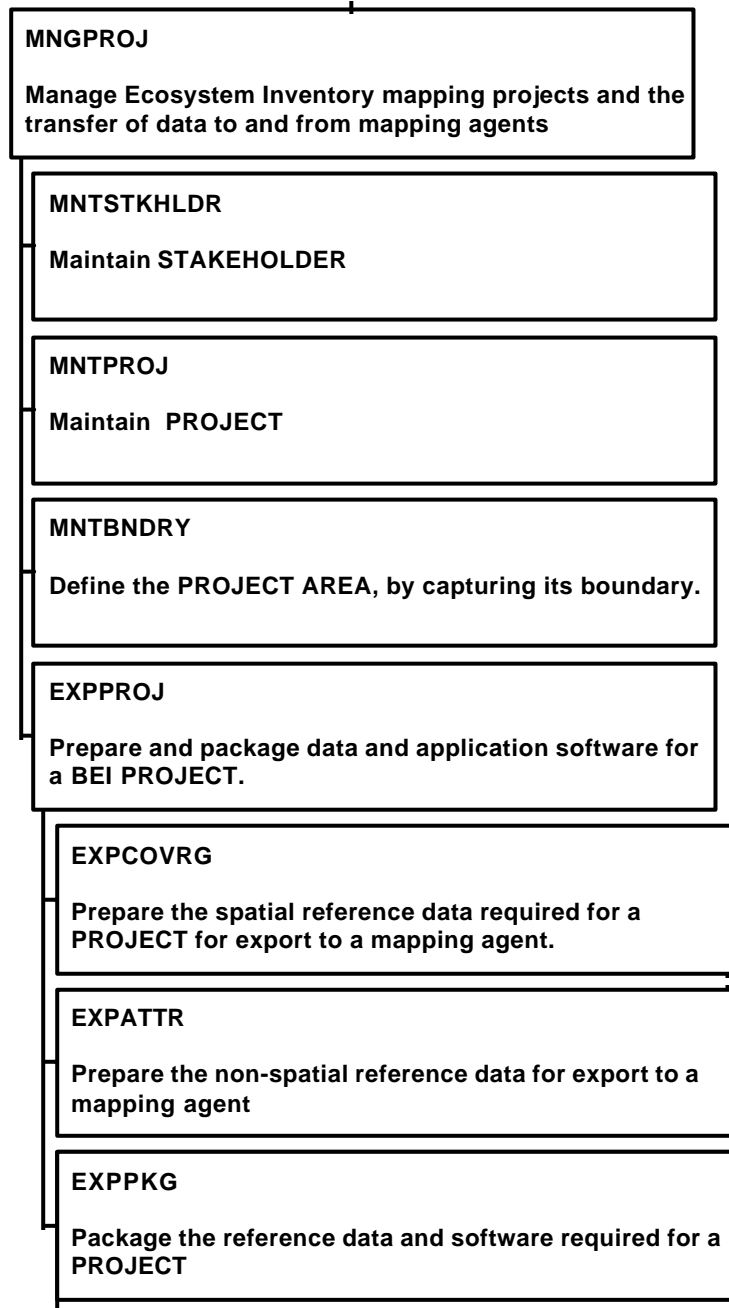 MNGPROJ
Manage Ecosystem Inventory mapping projects and the
transfer of data to and from mapping agents
MNTSTKHLDR
Maintain STAKEHOLDER
MNTPROJ
Maintain PROJECT
MNTBNDRY
Define the PROJECT AREA, by capturing its boundary.
EXPPROJ
Prepare and package data and application software for
a BEI PROJECT.
EXPCOVRG
Prepare the spatial reference data required for a
PROJECT for export to a mapping agent.
EXPATTR
Prepare the non-spatial reference data for export to a
mapping agent
EXPPKG
Package the reference data and software required for a
PROJECT